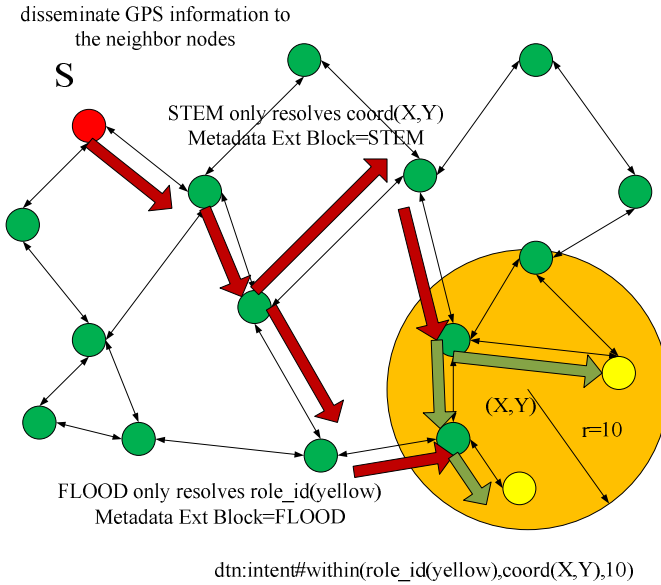 disseminate GPS information to
the neighbor nodes
S
STEM only resolves coord(X,Y)
Metadata Ext Block=STEM
(X,Y)
r=10
FLOOD only resolves role_id(yellow)
Metadata Ext Block=FLOOD
dtn:intent#within(role_id(yellow),coord(X,Y),10)